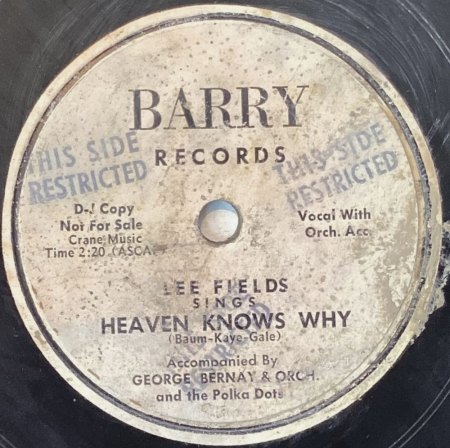 BARRY
RECORDS
THIS SIDE
RESTRICTED
THIS SIDE
RESTRICTED
D-J Copy
Not For Sale
Crane Music
Time 2:20 (ASCA
Vocal With
Orch. Acc.
LEE FIELDS
SINGS
HEAVEN KNOWS WHY
(Baum-Kaye-Gale)
Accompanied By
GEORGE BERNAY & ORCH.
and the Polka Dots